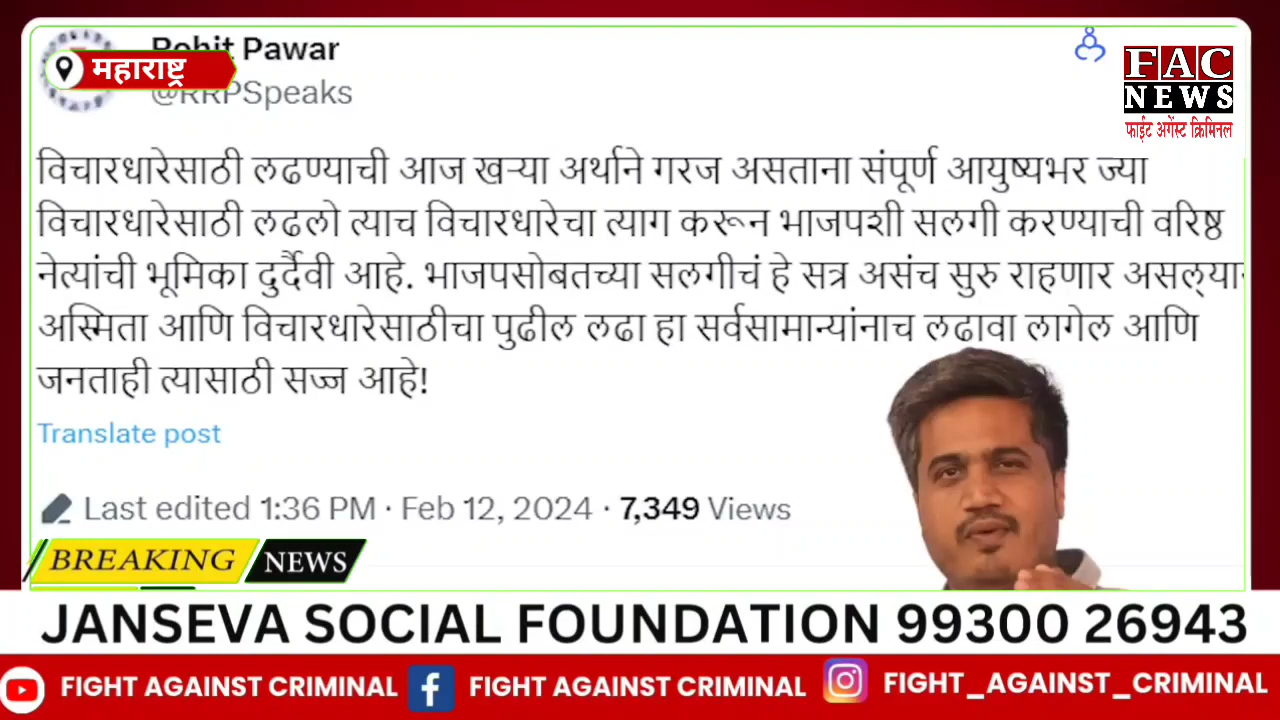 Rohit Pawar
महाराष्ट्र
@RRPSpeaks
FAC
NEWS
फाईट अगेंस्ट क्रिमिनल
विचारधारेसाठी लढण्याची आज खऱ्या अर्थाने गरज असताना संपूर्ण आयुष्यभर ज्या
विचारधारेसाठी लढलो त्याच विचारधारेचा त्याग करून भाजपशी सलगी करण्याची वरिष्ठ
नेत्यांची भूमिका दुर्दैवी आहे. भाजपसोबतच्या सलगीचं हे सत्र असंच सुरु राहणार
अस्मिता आणि विचारधारेसाठीचा पुढील लढा हा सर्वसामान्यांनाच लढावा लागेल आणि
जनताही त्यासाठी सज्ज आहे!
Translate post
Last edited 1:36 PM · Feb 12, 2024 · 7,349 Views
BREAKING NEWS
JANSEVA SOCIAL FOUNDATION 99300 26943
FIGHT AGAINST CRIMINAL FIGHT AGAINST CRIMINAL FIGHT_AGAINST_CRIMINAL